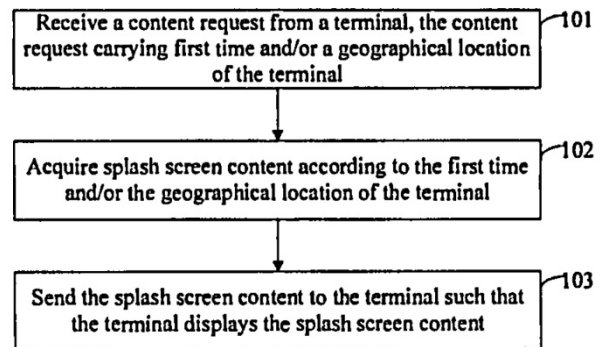 Receive a content request from a terminal, the content
request carrying first time and/or a geographical location
of the terminal
101
Acquire splash screen content according to the first time
and/or the geographical location of the terminal
102
Send the splash screen content to the terminal such that
the terminal displays the splash screen content
103